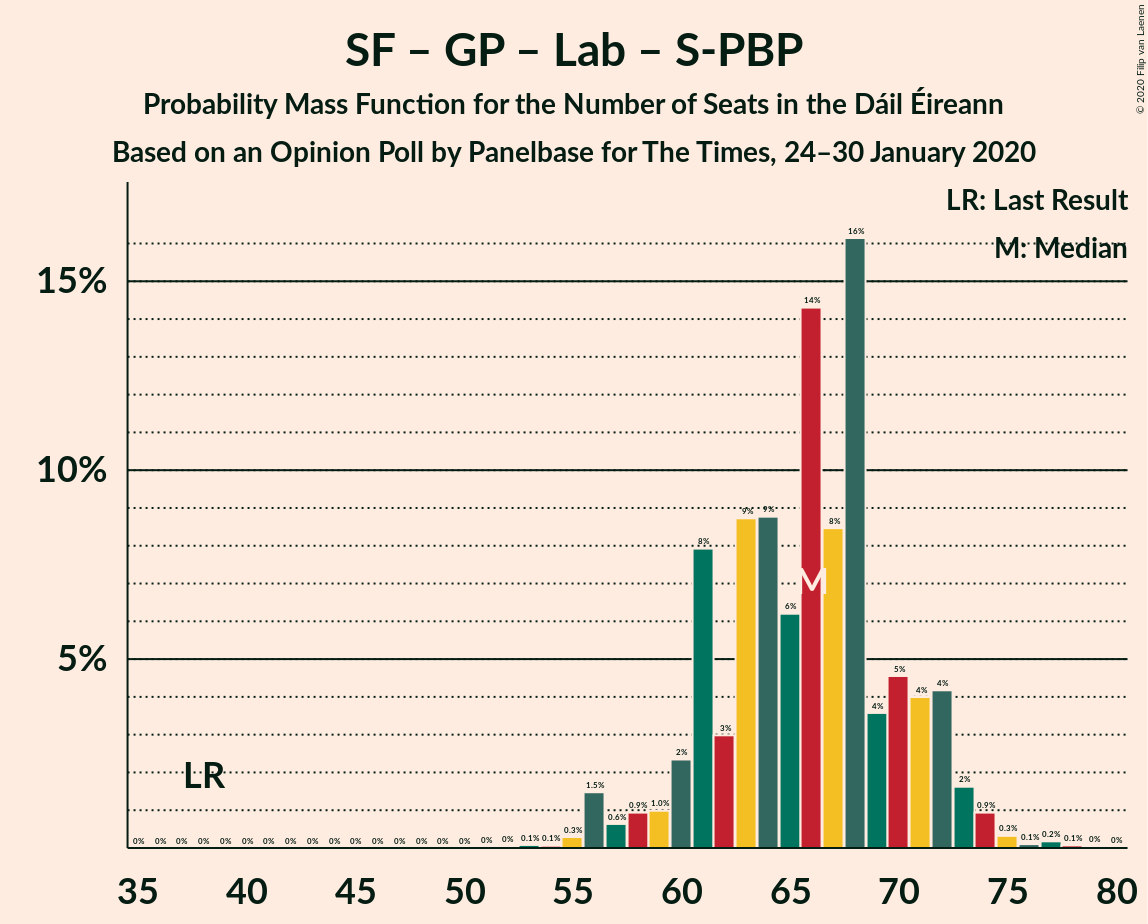 SF – GP – Lab – S-PBP
Probability Mass Function for the Number of Seats in the Dáil Éireann
Based on an Opinion Poll by Panelbase for The Times, 24–30 January 2020
© 2020 Filip van Laenen
LR: Last Result
M: Median
15%
10%
5%
LR
M
0% 0% 0% 0% 0% 0% 0% 0% 0% 0% 0% 0% 0% 0% 0% 0% 0% 0% 0.1% 0.1% 0.3% 1.5% 0.6% 0.9% 1.0% 2% 8% 3% 9% 9% 6% 14% 8% 16% 4% 5% 4% 4% 2% 0.9% 0.3% 0.1% 0.2% 0.1% 0% 0%
35 40 45 50 55 60 65 70 75 80